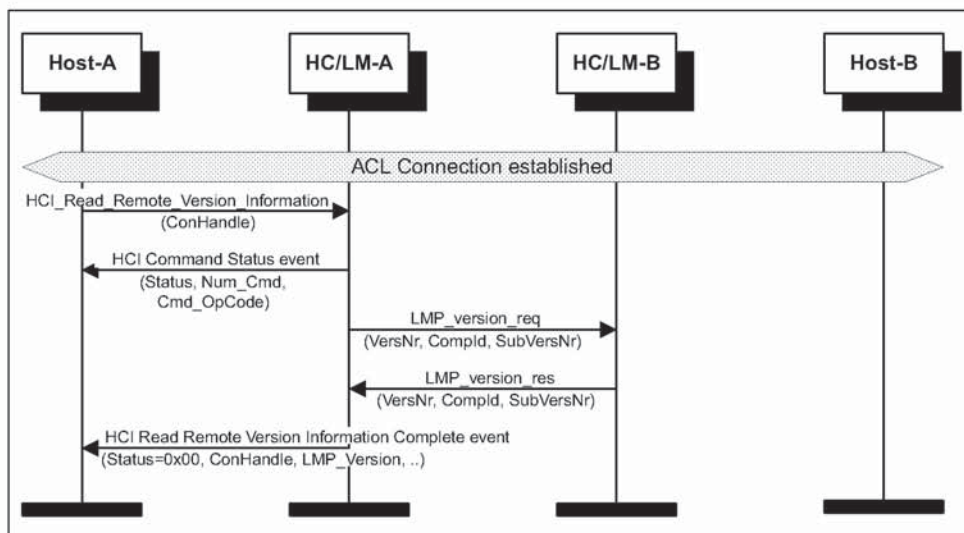 Host-A
HC/LM-A
HC/LM-B
Host-B
ACL Connection established
HCI_Read_Remote_Version_Information
(ConHandle)
HCI Command Status event
(Status, Num_Cmd,
Cmd_OpCode)
LMP_version_req
(VersNr, CompId, SubVersNr)
LMP_version_res
(VersNr, CompId, SubVersNr)
HCI Read Remote Version Information Complete event
(Status=0x00, ConHandle, LMP_Version, ..)